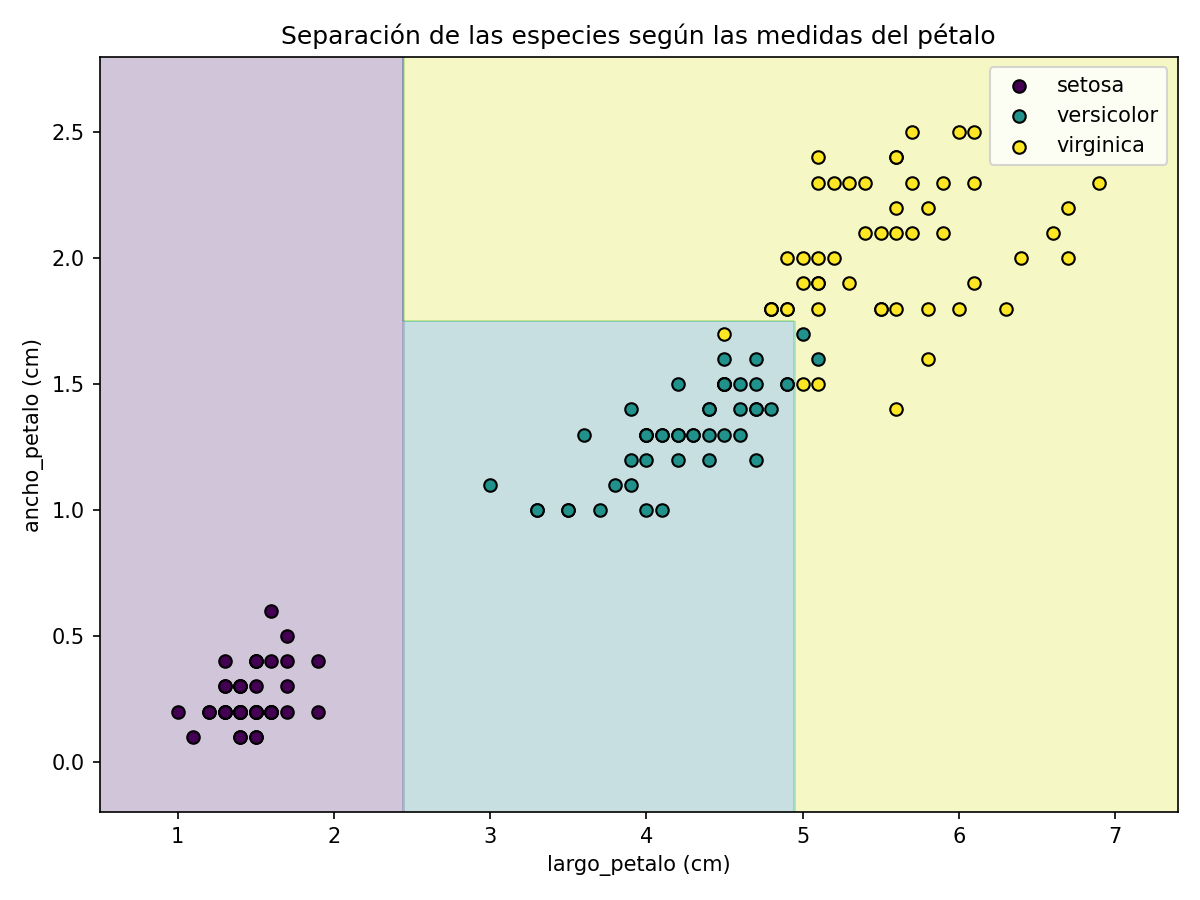 Separación de las especies según las medidas del pétalo
setosa
versicolor
virginica
ancho_petalo (cm)
2.5
2.0
1.5
1.0
0.5
0.0
1 2 3 4 5 6 7
largo_petalo (cm)